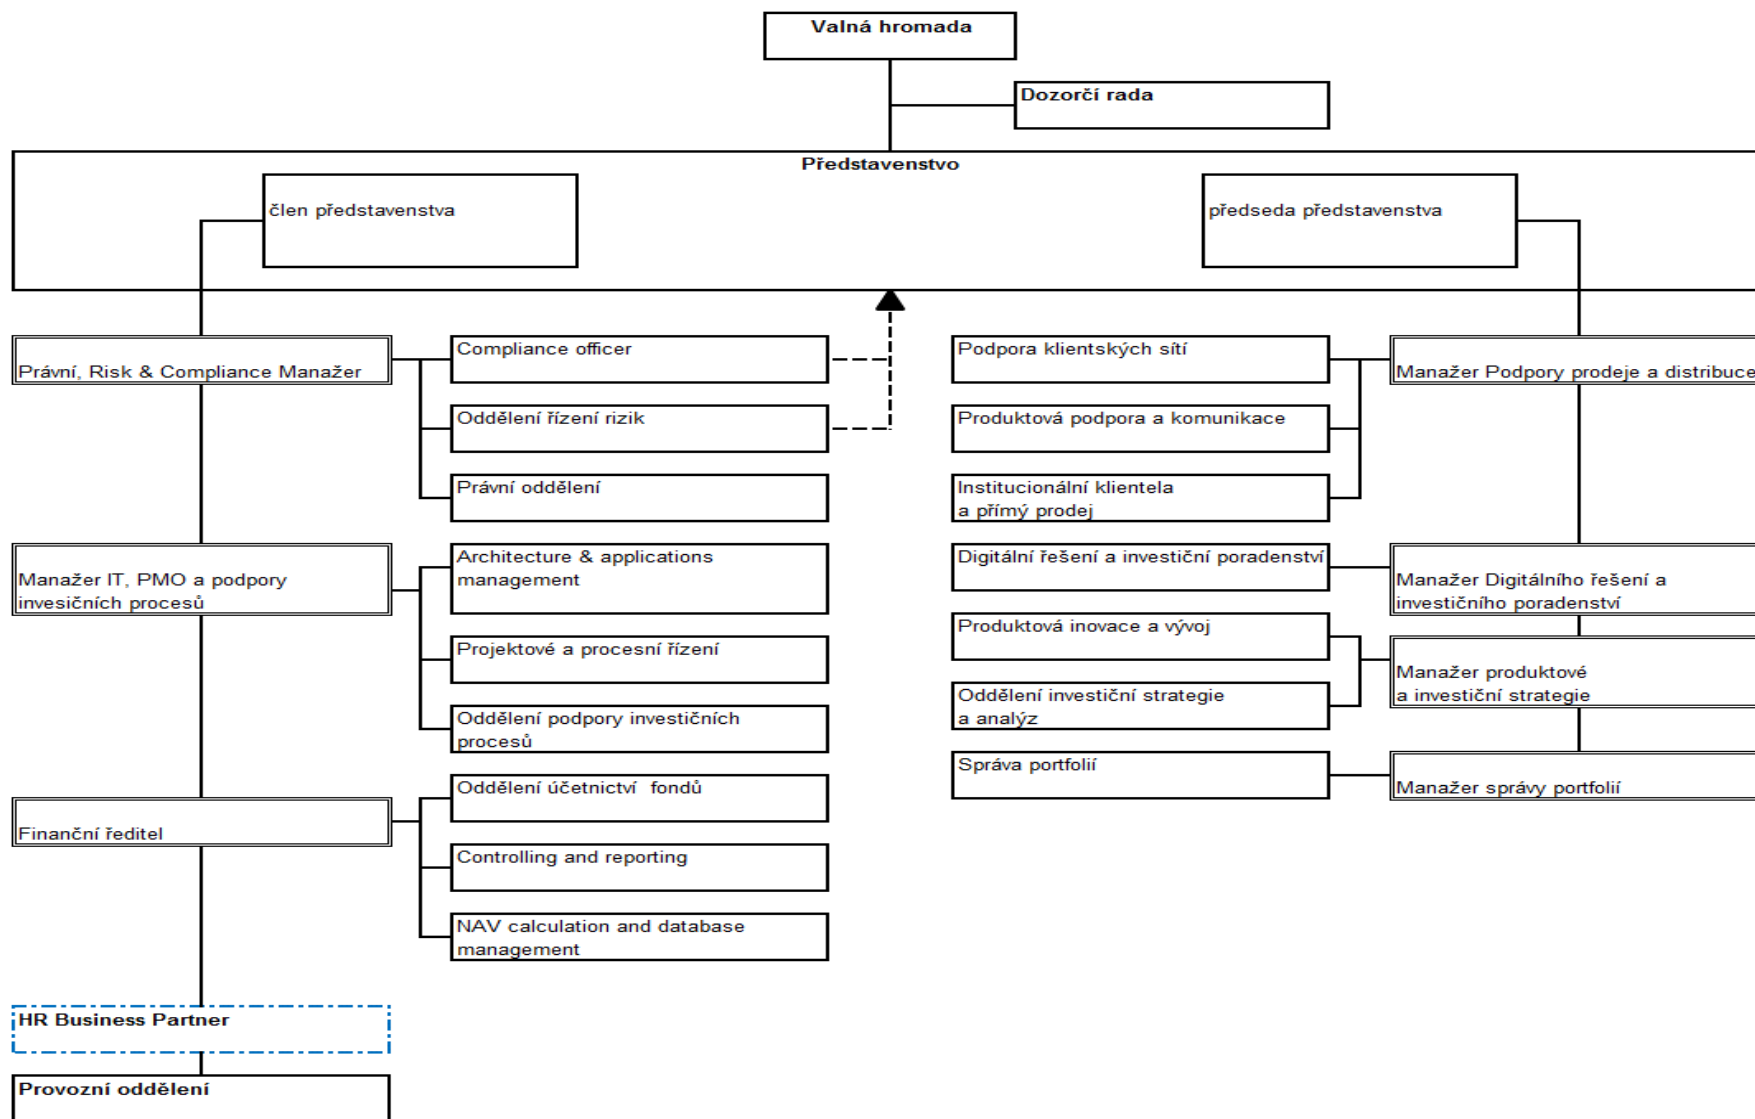 Valná hromada
Dozorčí rada
Představenstvo
člen představenstva
předseda představenstva
Právní, Risk & Compliance Manažer
Compliance officer
Oddělení řízení rizik
Právní oddělení
Manažer IT, PMO a podpory
invesičních procesů
Architecture & applications
management
Projektové a procesní řízení
Oddělení podpory investičních
procesů
Finanční ředitel
Oddělení účetnictví  fondů
Controlling and reporting
NAV calculation and database
management
HR Business Partner
Provozní oddělení
Podpora klientských sítí
Produktová podpora a komunikace
Institucionální klientela
a přímý prodej
Manažer Podpory prodeje a distribuce
Digitální řešení a investiční poradenství
Manažer Digitálního řešení a
investičního poradenství
Produktová inovace a vývoj
Oddělení investiční strategie
a analýz
Manažer produktové
a investiční strategie
Správa portfolií
Manažer správy portfolií